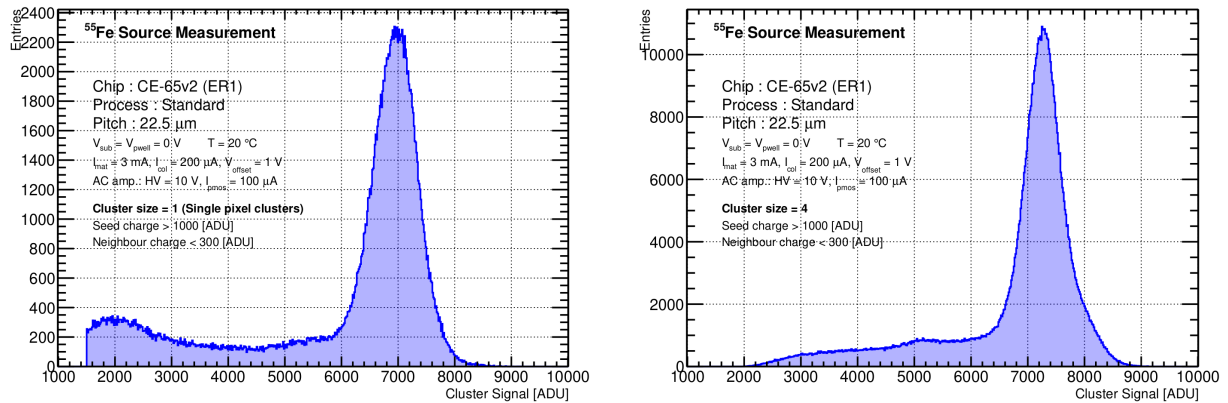 Entries
⁵⁵Fe Source Measurement
Chip : CE-65v2 (ER1)
Process : Standard
Pitch : 22.5 μm
V_sub = V_pwell = 0 V T = 20 °C
I_mat = 3 mA, I_col = 200 μA, V_offset = 1 V
AC amp.: HV = 10 V, I_pmos = 100 μA
Cluster size = 1 (Single pixel clusters)
Seed charge > 1000 [ADU]
Neighbour charge < 300 [ADU]
2400
2200
2000
1800
1600
1400
1200
1000
800
600
400
200
0
1000 2000 3000 4000 5000 6000 7000 8000 9000 10000
Cluster Signal [ADU]
Entries
⁵⁵Fe Source Measurement
Chip : CE-65v2 (ER1)
Process : Standard
Pitch : 22.5 μm
V_sub = V_pwell = 0 V T = 20 °C
I_mat = 3 mA, I_col = 200 μA, V_offset = 1 V
AC amp.: HV = 10 V, I_pmos = 100 μA
Cluster size = 4
Seed charge > 1000 [ADU]
Neighbour charge < 300 [ADU]
10000
8000
6000
4000
2000
0
1000 2000 3000 4000 5000 6000 7000 8000 9000 10000
Cluster Signal [ADU]